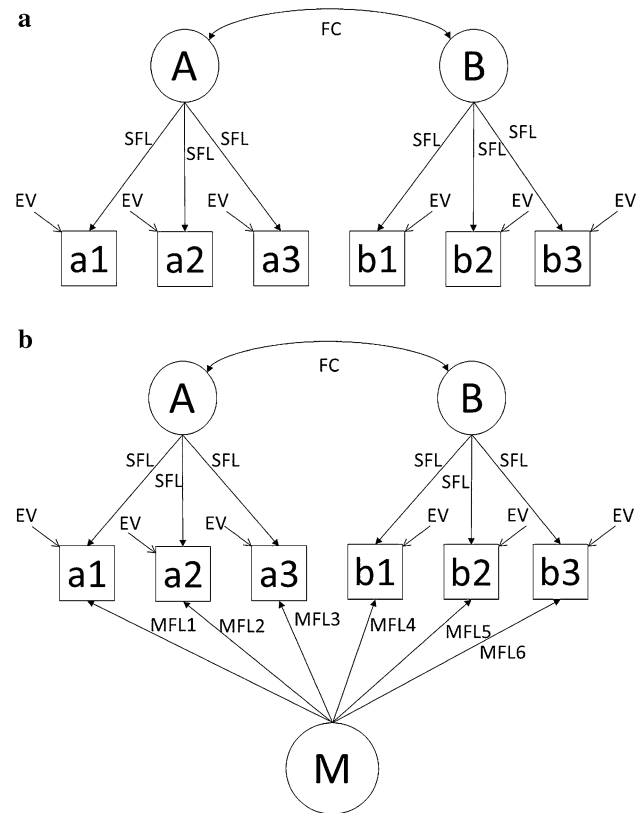 a
FC
A B
SFL SFL SFL SFL SFL SFL
EV EV EV EV EV EV
a1 a2 a3 b1 b2 b3
b
FC
A B
SFL SFL SFL SFL SFL SFL
EV EV EV EV EV EV
a1 a2 a3 b1 b2 b3
MFL1 MFL2 MFL3 MFL4 MFL5 MFL6
M